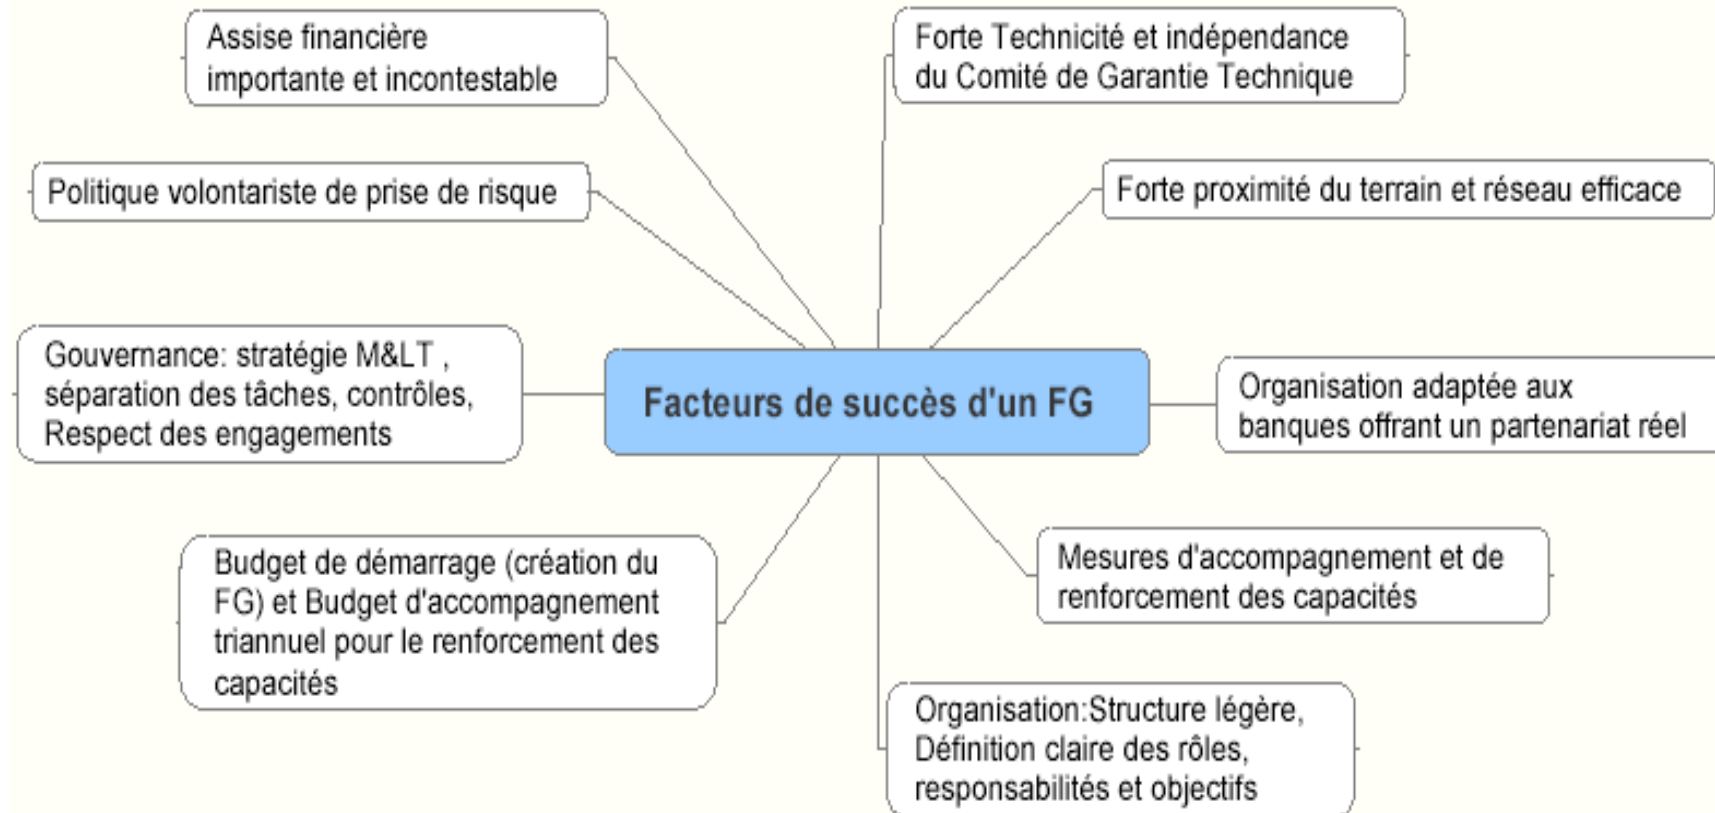 Assise financière
importante et incontestable
Forte Technicité et indépendance
du Comité de Garantie Technique
Politique volontariste de prise de risque
Forte proximité du terrain et réseau efficace
Gouvernance: stratégie M&LT ,
séparation des tâches, contrôles,
Respect des engagements
Facteurs de succès d'un FG
Organisation adaptée aux
banques offrant un partenariat réel
Budget de démarrage (création du
FG) et Budget d'accompagnement
triannuel pour le renforcement des
capacités
Mesures d'accompagnement et de
renforcement des capacités
Organisation:Structure légère,
Définition claire des rôles,
responsabilités et objectifs